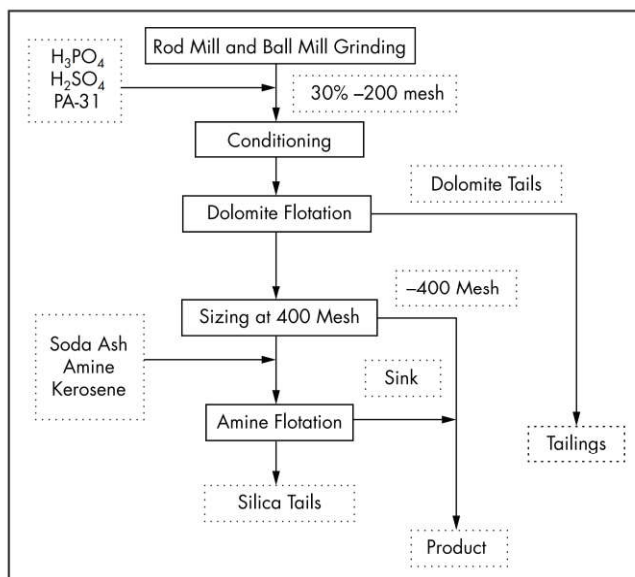 Rod Mill and Ball Mill Grinding
H₃PO₄
H₂SO₄
PA-31
30% –200 mesh
Conditioning
Dolomite Tails
Dolomite Flotation
–400 Mesh
Sizing at 400 Mesh
Soda Ash
Amine
Kerosene
Sink
Amine Flotation
Tailings
Silica Tails
Product